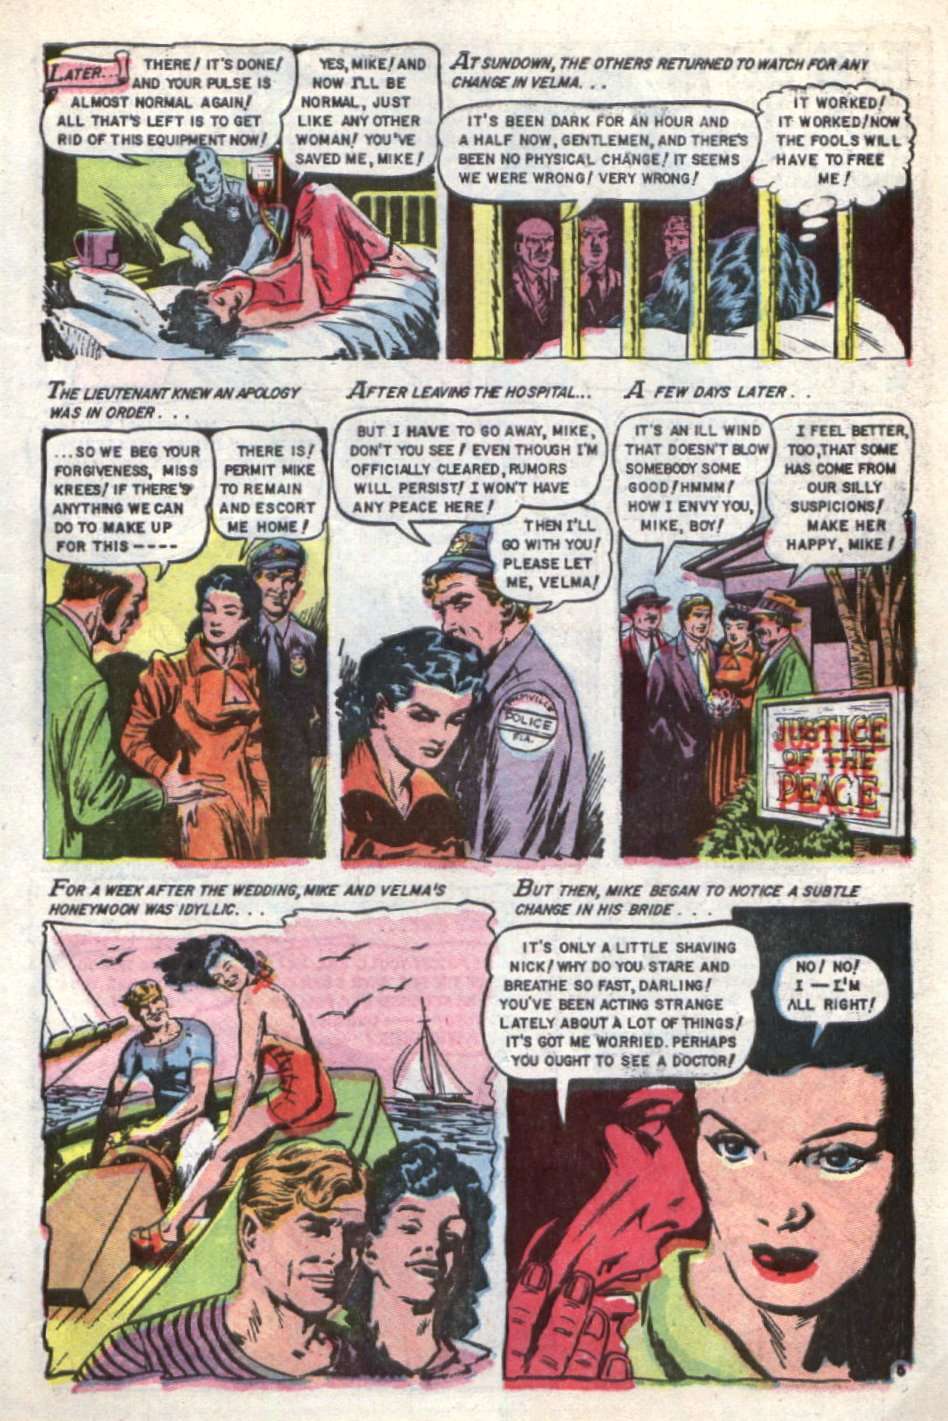 LATER...
THERE! IT'S DONE!
AND YOUR PULSE IS
ALMOST NORMAL AGAIN!
ALL THAT'S LEFT IS TO GET
RID OF THIS EQUIPMENT NOW!
YES, MIKE! AND
NOW I'LL BE
NORMAL, JUST
LIKE ANY OTHER
WOMAN! YOU'VE
SAVED ME, MIKE!
AT SUNDOWN, THE OTHERS RETURNED TO WATCH FOR ANY
CHANGE IN VELMA...
IT'S BEEN DARK FOR AN HOUR AND
A HALF NOW, GENTLEMEN, AND THERE'S
BEEN NO PHYSICAL CHANGE! IT SEEMS
WE WERE WRONG! VERY WRONG!
IT WORKED!
IT WORKED! NOW
THE FOOLS WILL
HAVE TO FREE
ME!
THE LIEUTENANT KNEW AN APOLOGY
WAS IN ORDER...
...SO WE BEG YOUR
FORGIVENESS, MISS
KREES! IF THERE'S
ANYTHING WE CAN
DO TO MAKE UP
FOR THIS ----
THERE IS!
PERMIT MIKE
TO REMAIN
AND ESCORT
ME HOME!
AFTER LEAVING THE HOSPITAL...
BUT I HAVE TO GO AWAY, MIKE,
DON'T YOU SEE! EVEN THOUGH I'M
OFFICIALLY CLEARED, RUMORS
WILL PERSIST! I WON'T HAVE
ANY PEACE HERE!
THEN I'LL
GO WITH YOU!
PLEASE LET
ME, VELMA!
POLICE
FLA.
A FEW DAYS LATER..
IT'S AN ILL WIND
THAT DOESN'T BLOW
SOMEBODY SOME
GOOD! HMMM!
HOW I ENVY YOU,
MIKE, BOY!
I FEEL BETTER,
TOO, THAT SOME
HAS COME FROM
OUR SILLY
SUSPICIONS!
MAKE HER
HAPPY, MIKE!
JUSTICE
OF THE
PEACE
FOR A WEEK AFTER THE WEDDING, MIKE AND VELMA'S
HONEYMOON WAS IDYLLIC...
BUT THEN, MIKE BEGAN TO NOTICE A SUBTLE
CHANGE IN HIS BRIDE...
IT'S ONLY A LITTLE SHAVING
NICK! WHY DO YOU STARE AND
BREATHE SO FAST, DARLING!
YOU'VE BEEN ACTING STRANGE
LATELY ABOUT A LOT OF THINGS!
IT'S GOT ME WORRIED. PERHAPS
YOU OUGHT TO SEE A DOCTOR!
NO! NO!
I — I'M
ALL RIGHT!